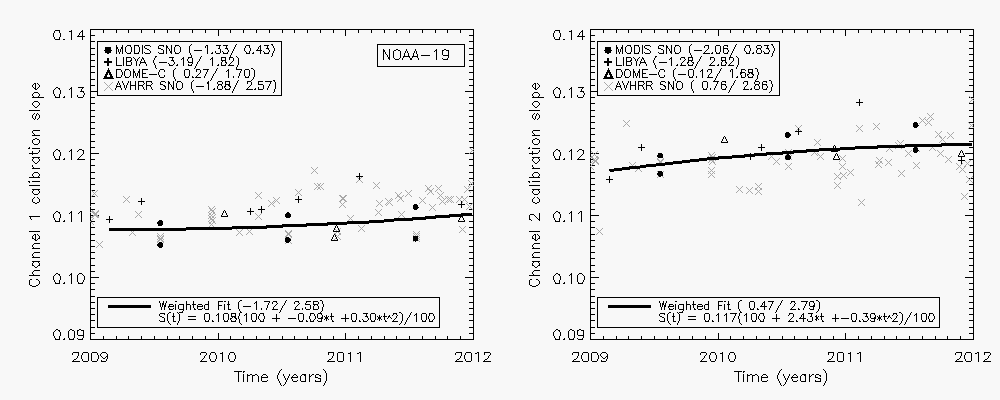 0.14
0.13
0.12
0.11
0.10
0.09
Channel 1 calibration slope
MODIS SNO (-1.33/ 0.43)
LIBYA (-3.19/ 1.82)
DOME-C ( 0.27/ 1.70)
AVHRR SNO (-1.88/ 2.57)
NOAA-19
Weighted Fit (-1.72/ 2.58)
S(t) = 0.108(100 + -0.09*t +0.30*t^2)/100
2009 2010 2011 2012
Time (years)
0.14
0.13
0.12
0.11
0.10
0.09
Channel 2 calibration slope
MODIS SNO (-2.06/ 0.83)
LIBYA (-1.28/ 2.82)
DOME-C (-0.12/ 1.68)
AVHRR SNO ( 0.76/ 2.86)
Weighted Fit ( 0.47/ 2.79)
S(t) = 0.117(100 + 2.43*t +-0.39*t^2)/100
2009 2010 2011 2012
Time (years)